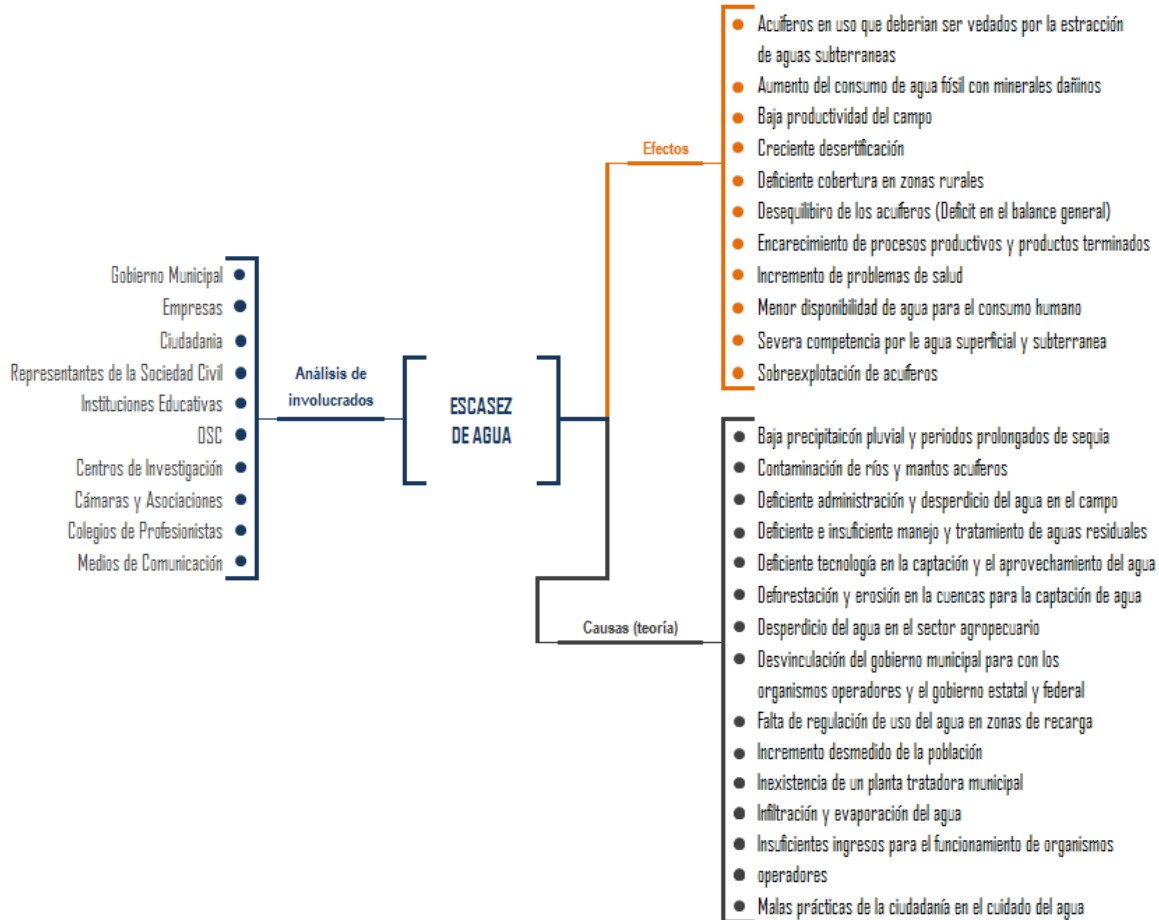 Gobierno Municipal
Empresas
Ciudadania
Representantes de la Sociedad Civil
Instituciones Educativas
OSC
Centros de Investigación
Cámaras y Asociaciones
Colegios de Profesionistas
Medios de Comunicación
Análisis de
involucrados
ESCASEZ
DE AGUA
Efectos
Acuíferos en uso que deberian ser vedados por la estracción
de aguas subterraneas
Aumento del consumo de agua fósil con minerales dañinos
Baja productividad del campo
Creciente desertificación
Deficiente cobertura en zonas rurales
Desequilibiro de los acuíferos (Deficit en el balance general)
Encarecimiento de procesos productivos y productos terminados
Incremento de problemas de salud
Menor disponibilidad de agua para el consumo humano
Severa competencia por le agua superficial y subterranea
Sobreexplotación de acuíferos
Causas (teoría)
Baja precipitaicón pluvial y periodos prolongados de sequia
Contaminación de ríos y mantos acuíferos
Deficiente administración y desperdicio del agua en el campo
Deficiente e insuficiente manejo y tratamiento de aguas residuales
Deficiente tecnología en la captación y el aprovechamiento del agua
Deforestación y erosión en la cuencas para la captación de agua
Desperdicio del agua en el sector agropecuario
Desvinculación del gobierno municipal para con los
organismos operadores y el gobierno estatal y federal
Falta de regulación de uso del agua en zonas de recarga
Incremento desmedido de la población
Inexistencia de un planta tratadora municipal
Infiltración y evaporación del agua
Insuficientes ingresos para el funcionamiento de organismos
operadores
Malas prácticas de la ciudadanía en el cuidado del agua